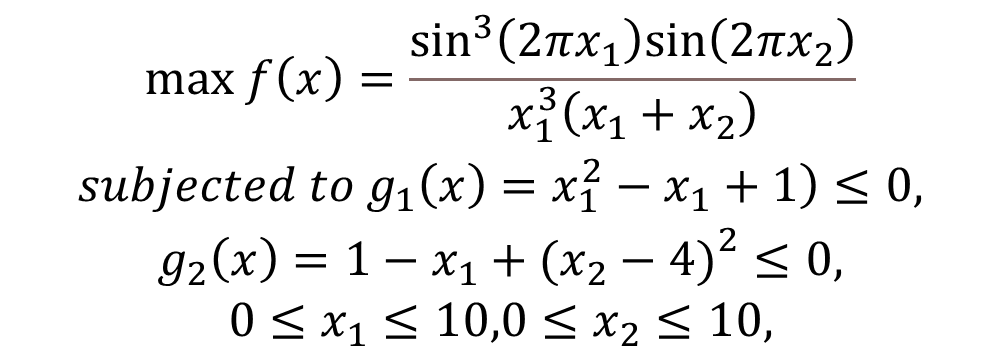 max f(x) = sin³(2πx₁)sin(2πx₂) / x₁³(x₁ + x₂)
subjected to g₁(x) = x₁² − x₁ + 1) ≤ 0,
g₂(x) = 1 − x₁ + (x₂ − 4)² ≤ 0,
0 ≤ x₁ ≤ 10,0 ≤ x₂ ≤ 10,